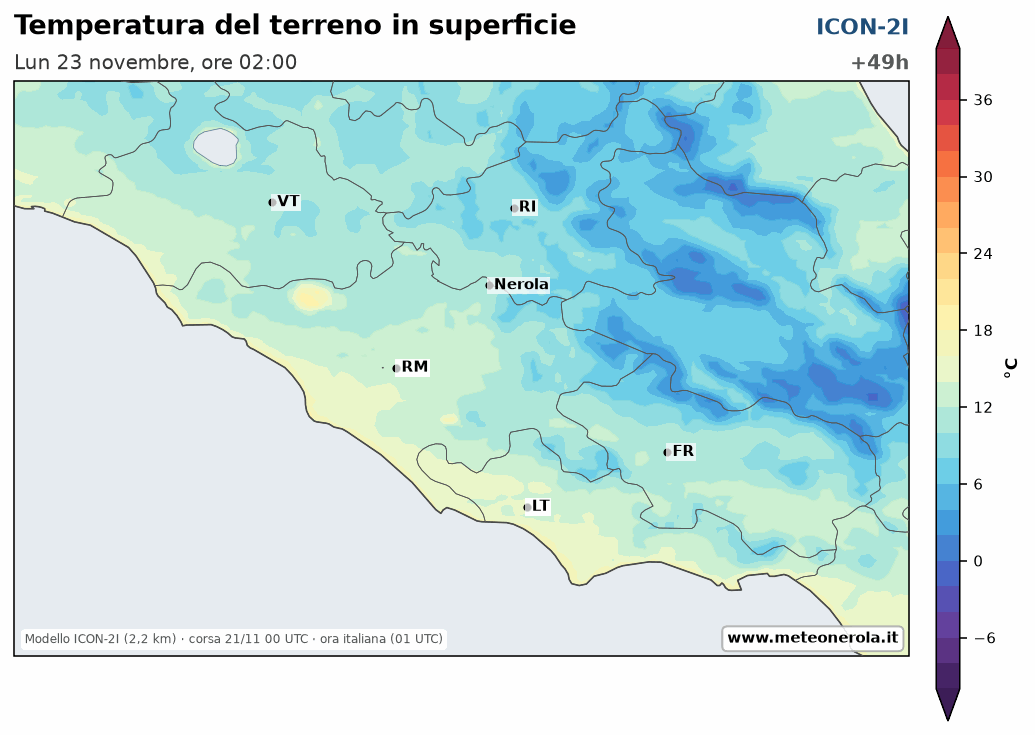 Temperatura del terreno in superficie
ICON-2I
Lun 23 novembre, ore 02:00
+49h
VT
RI
Nerola
RM
FR
LT
36
30
24
18
12
6
0
−6
°C
Modello ICON-2I (2,2 km) · corsa 21/11 00 UTC · ora italiana (01 UTC)
www.meteonerola.it